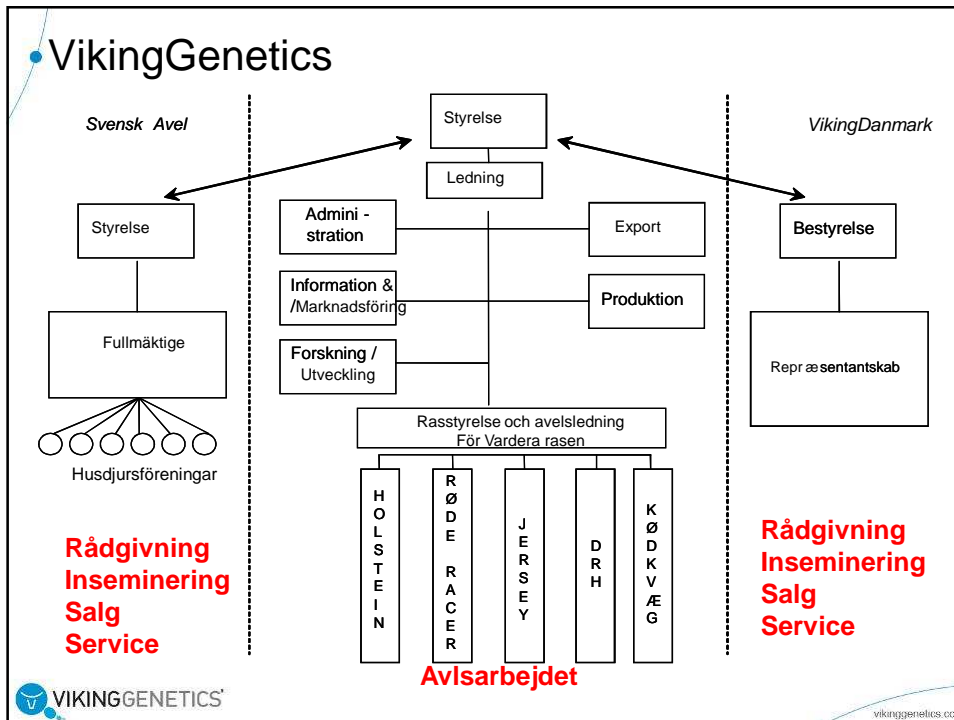 VikingGenetics
Svensk Avel
Styrelse
VikingDanmark
Ledning
Styrelse
Admini -
stration
Export
Bestyrelse
Information &
/Marknadsföring
Produktion
Fullmäktige
Forskning /
Utveckling
Repr æsentantskab
Rasstyrelse och avelsledning
För Vardera rasen
Husdjursföreningar
HOLSTEIN
RØDE RACER
JERSEY
DRH
KØDKVÆG
Rådgivning
Inseminering
Salg
Service
Rådgivning
Inseminering
Salg
Service
Avlsarbejdet
VIKINGGENETICS